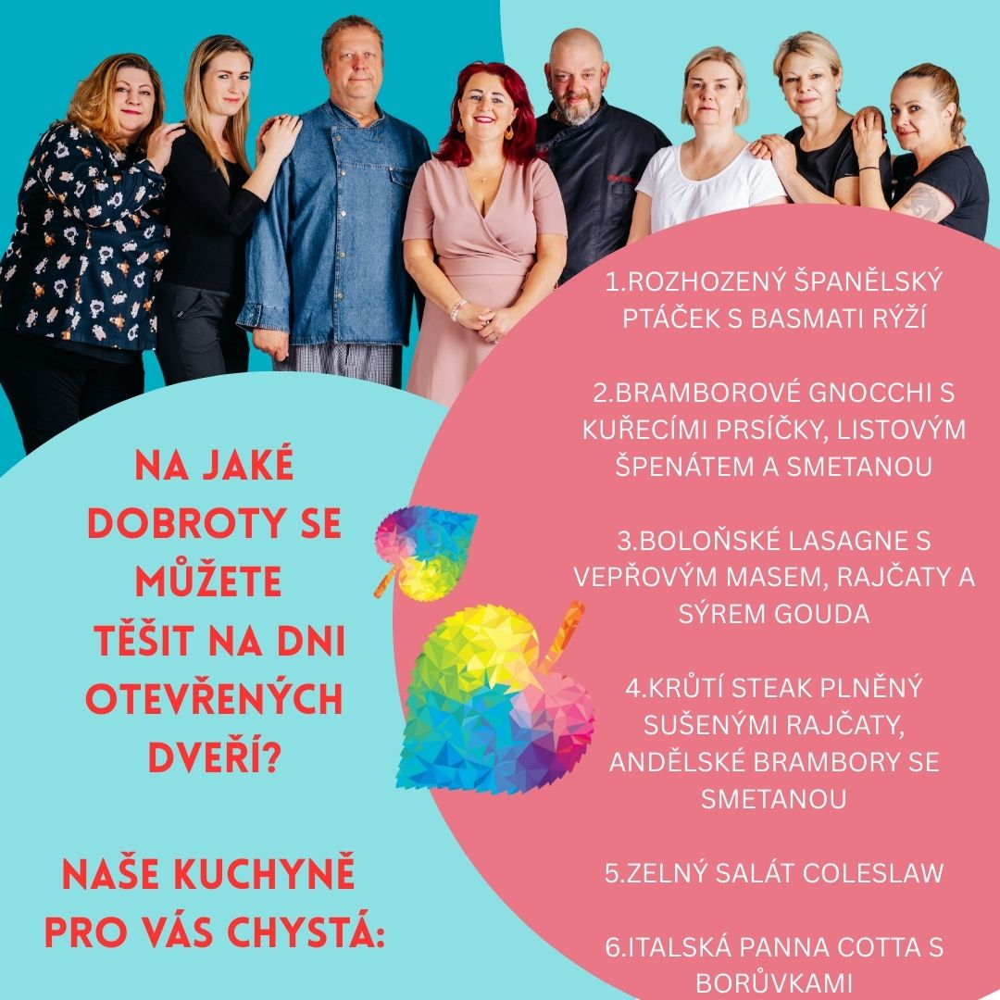 NA JAKÉ
DOBROTY SE
MŮŽETE
TĚŠIT NA DNI
OTEVŘENÝCH
DVEŘÍ?
NAŠE KUCHYNĚ
PRO VÁS CHYSTÁ:
1.ROZHOZENÝ ŠPANĚLSKÝ
PTÁČEK S BASMATI RÝŽÍ
2.BRAMBOROVÉ GNOCCHI S
KUŘECÍMI PRSÍČKY, LISTOVÝM
ŠPENÁTEM A SMETANOU
3.BOLOŇSKÉ LASAGNE S
VEPŘOVÝM MASEM, RAJČATY A
SÝREM GOUDA
4.KRŮTÍ STEAK PLNĚNÝ
SUŠENÝMI RAJČATY,
ANDĚLSKÉ BRAMBORY SE
SMETANOU
5.ZELNÝ SALÁT COLESLAW
6.ITALSKÁ PANNA COTTA S
BORŮVKAMI